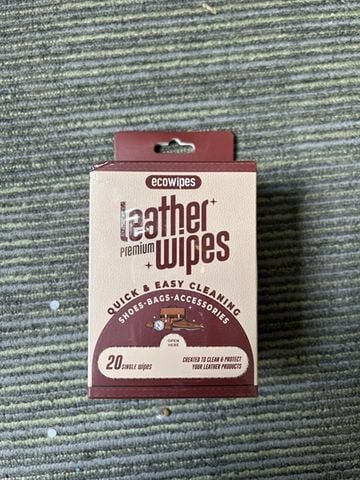 ecowipes
leather
premium
wipes
QUICK & EASY CLEANING
SHOES·BAGS·ACCESSORIES
OPEN
HERE
20 SINGLE wipes
CREATED TO CLEAN & PROTECT
YOUR LEATHER PRODUCTS